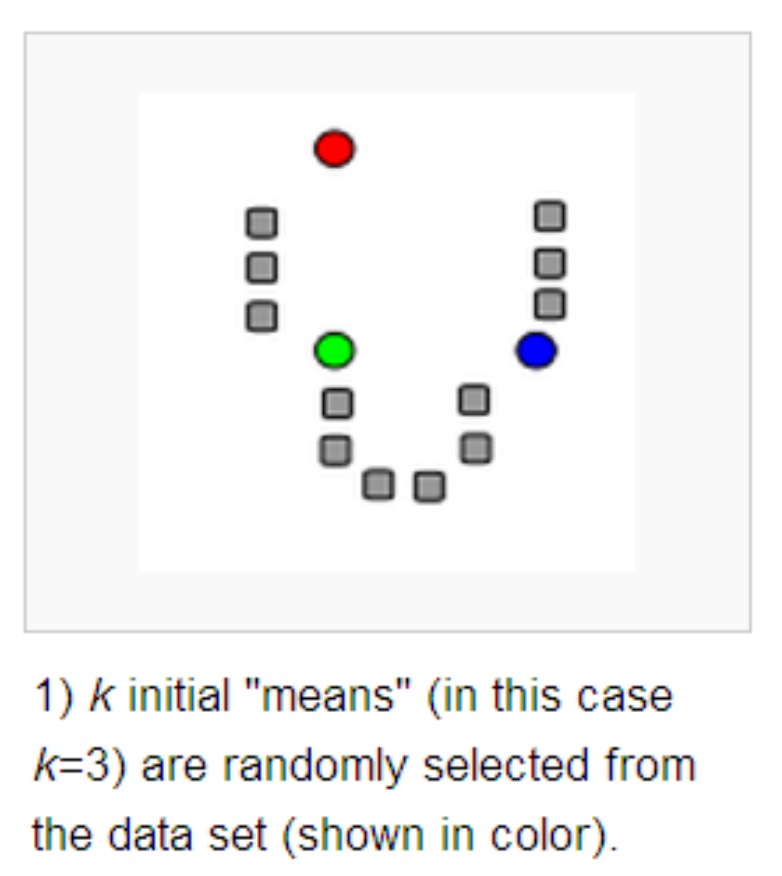 1) k initial "means" (in this case
k=3) are randomly selected from
the data set (shown in color).